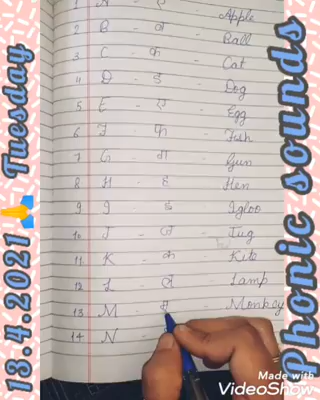 1 A - ए - Apple
2 B - ब - Ball
3 C - क - Cat
4 D - ड - Dog
5 E - ए - Egg
6 F - फ - Fish
7 G - ग - Gun
8 H - ह - Hen
9 I - इ - Igloo
10 J - ज - Jug
11 K - क - Kite
12 L - ल - Lamp
13 M - - Monkey
14 N -
13.4.2021 🙏 Tuesday
Phonic sounds
Made with
VideoShow